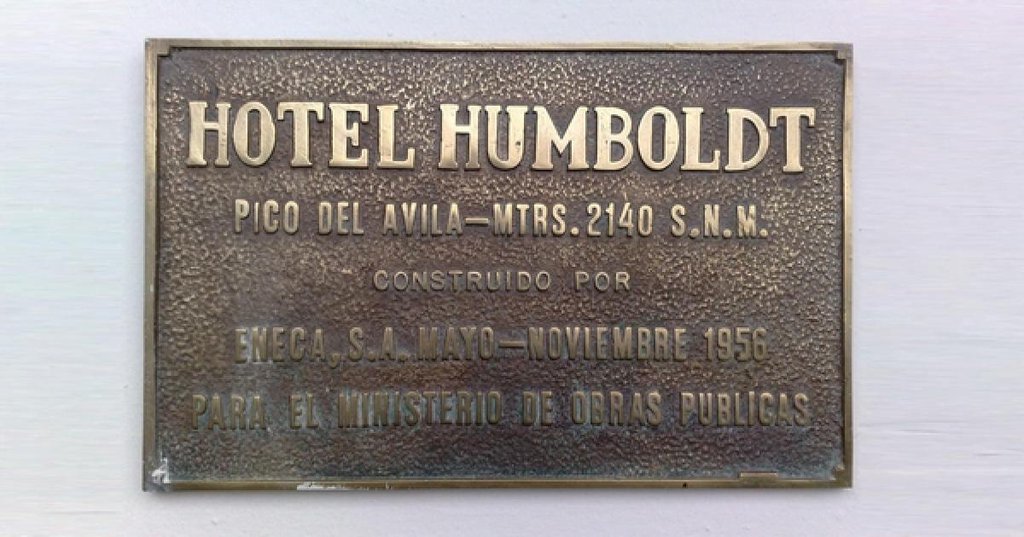 HOTEL HUMBOLDT
PICO DEL AVILA—MTRS. 2140 S.N.M.
CONSTRUIDO POR
ENECA, S.A. MAYO—NOVIEMBRE 1956
PARA EL MINISTERIO DE OBRAS PUBLICAS